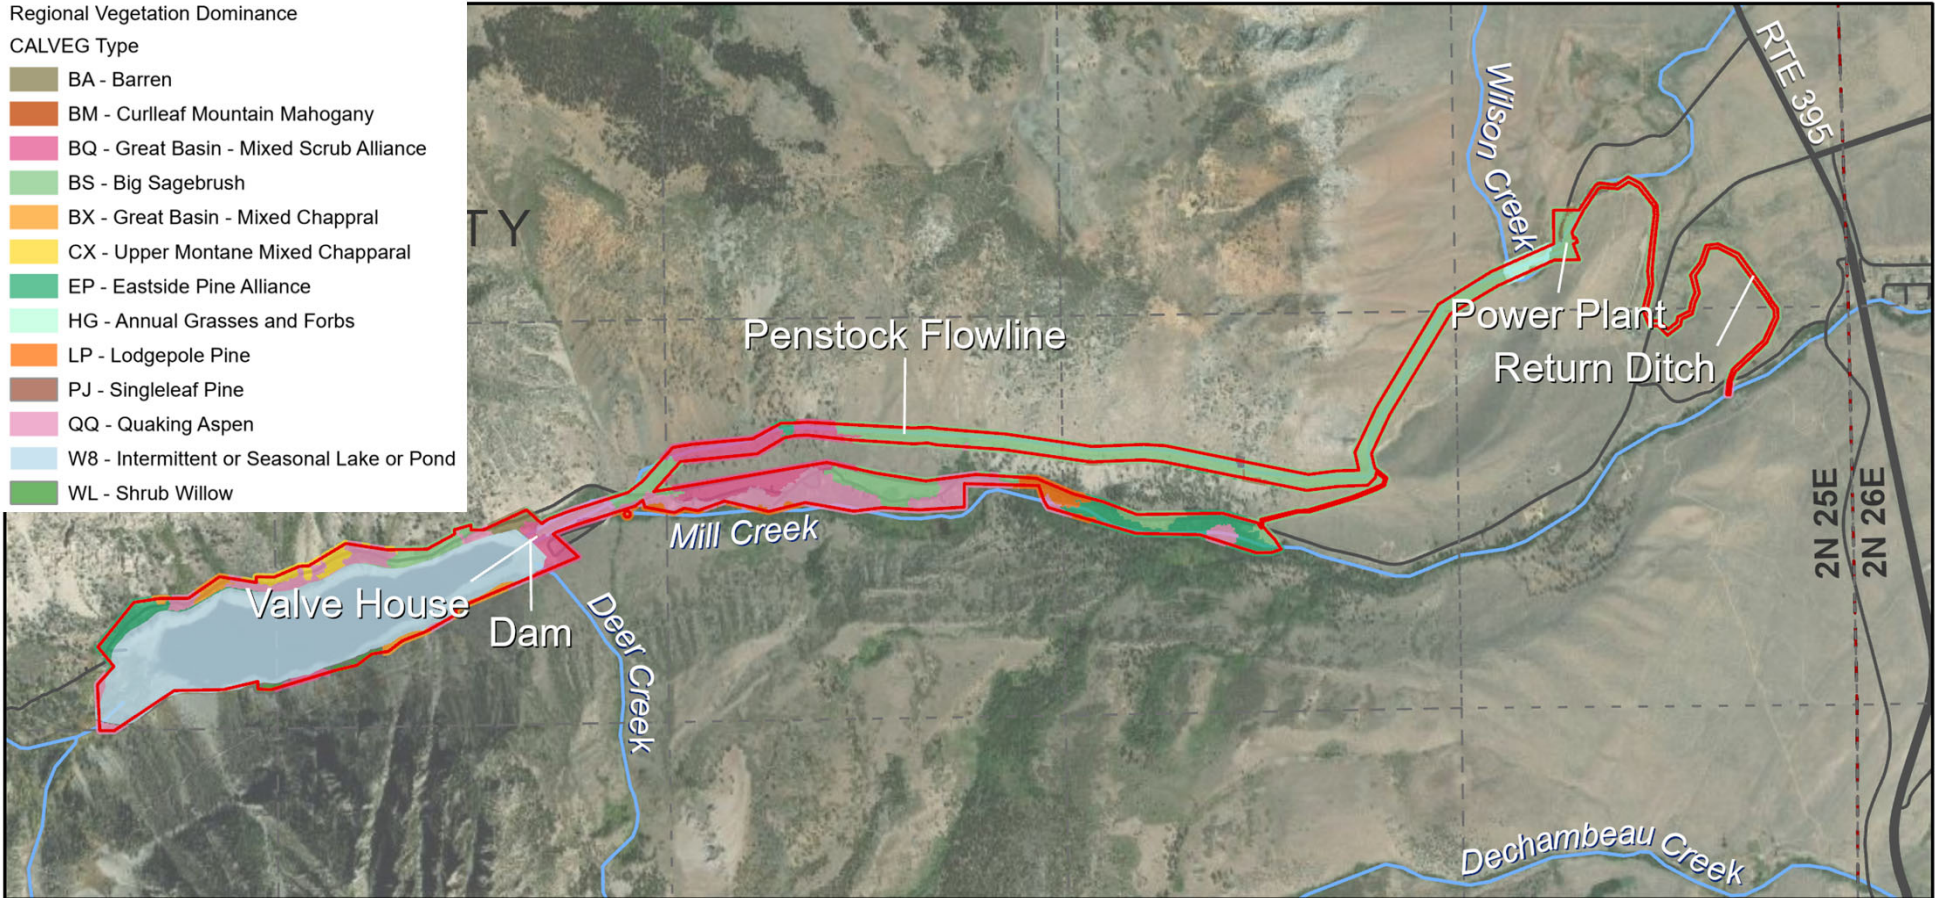 Regional Vegetation Dominance
CALVEG Type
BA - Barren
BM - Curlleaf Mountain Mahogany
BQ - Great Basin - Mixed Scrub Alliance
BS - Big Sagebrush
BX - Great Basin - Mixed Chappral
CX - Upper Montane Mixed Chapparal
EP - Eastside Pine Alliance
HG - Annual Grasses and Forbs
LP - Lodgepole Pine
PJ - Singleleaf Pine
QQ - Quaking Aspen
W8 - Intermittent or Seasonal Lake or Pond
WL - Shrub Willow
TY
RTE 395
Wilson Creek
Penstock Flowline
Power Plant
Return Ditch
2N 25E
2N 26E
Mill Creek
Valve House
Dam
Deer Creek
Dechambeau Creek